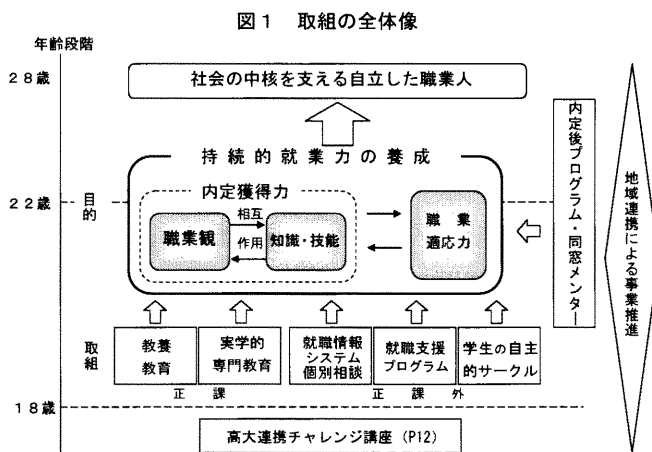 図1 取組の全体像
年齢段階
28歳
社会の中核を支える自立した職業人
持続的就業力の養成
22歳
目的
内定獲得力
職業観
相互
作用
知識・技能
職業
適応力
内定後プログラム・同窓メンター
地域連携による事業推進
取組
教養
教育
実学的
専門教育
就職情報
システム
個別相談
就職支援
プログラム
学生の自主
的サークル
正課
正課外
18歳
高大連携チャレンジ講座(P12)